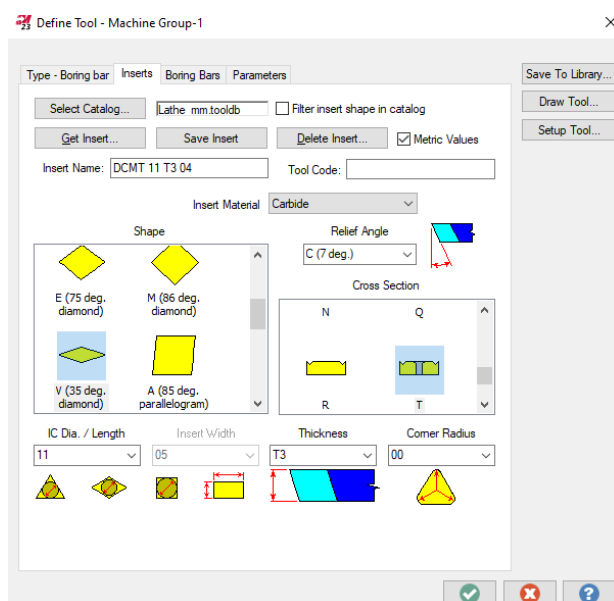 23 Define Tool - Machine Group-1
Type - Boring bar Inserts Boring Bars Parameters
Save To Library...
Draw Tool...
Setup Tool...
Select Catalog... Lathe mm.tooldb Filter insert shape in catalog
Get Insert... Save Insert Delete Insert... Metric Values
Insert Name: DCMT 11 T3 04 Tool Code:
Insert Material Carbide
Shape
Relief Angle
C (7 deg.)
E (75 deg. diamond)
M (86 deg. diamond)
V (35 deg. diamond)
A (85 deg. parallelogram)
Cross Section
N Q
R T
IC Dia. / Length Insert Width Thickness Corner Radius
11 05 T3 00
?